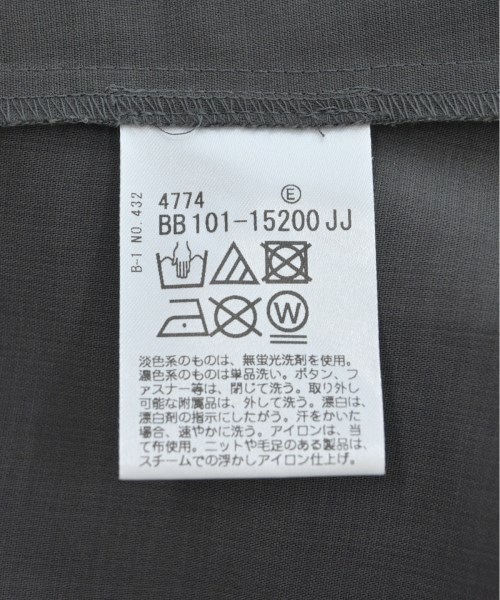 B-1 NO.432
4774 Ⓔ
BB101-15200JJ
淡色系のものは、無蛍光洗剤を使用。
濃色系のものは単品洗い。ボタン、フ
ァスナー等は、閉じて洗う。取り外し
可能な附属品は、外して洗う。漂白は、
漂白剤の指示にしたがう。汗をかいた
場合、速やかに洗う。アイロンは、当
て布使用。ニットや毛足のある製品は、
スチームでの浮かしアイロン仕上げ。